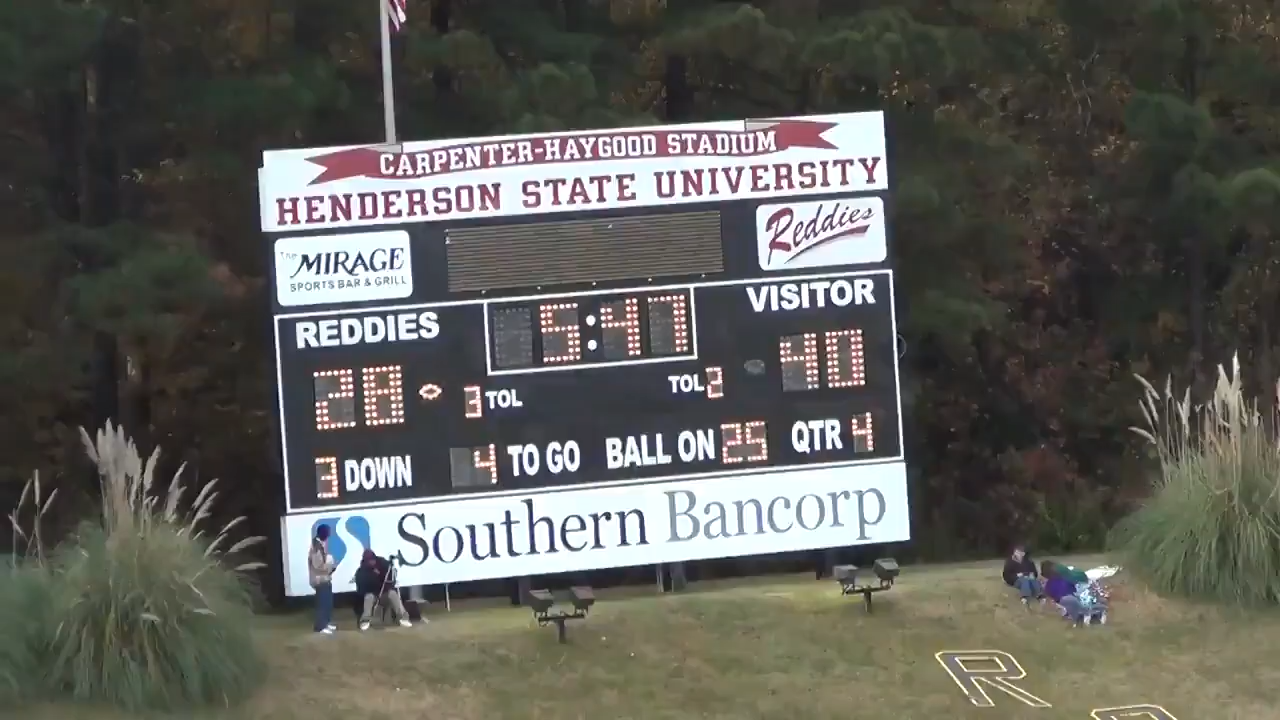 CARPENTER-HAYGOOD STADIUM
HENDERSON STATE UNIVERSITY
The MIRAGE
SPORTS BAR & GRILL
Reddies
REDDIES
5:47
VISITOR
28
3 TOL
TOL 2
40
3 DOWN
4 TO GO
BALL ON 25
QTR 4
Southern Bancorp
R